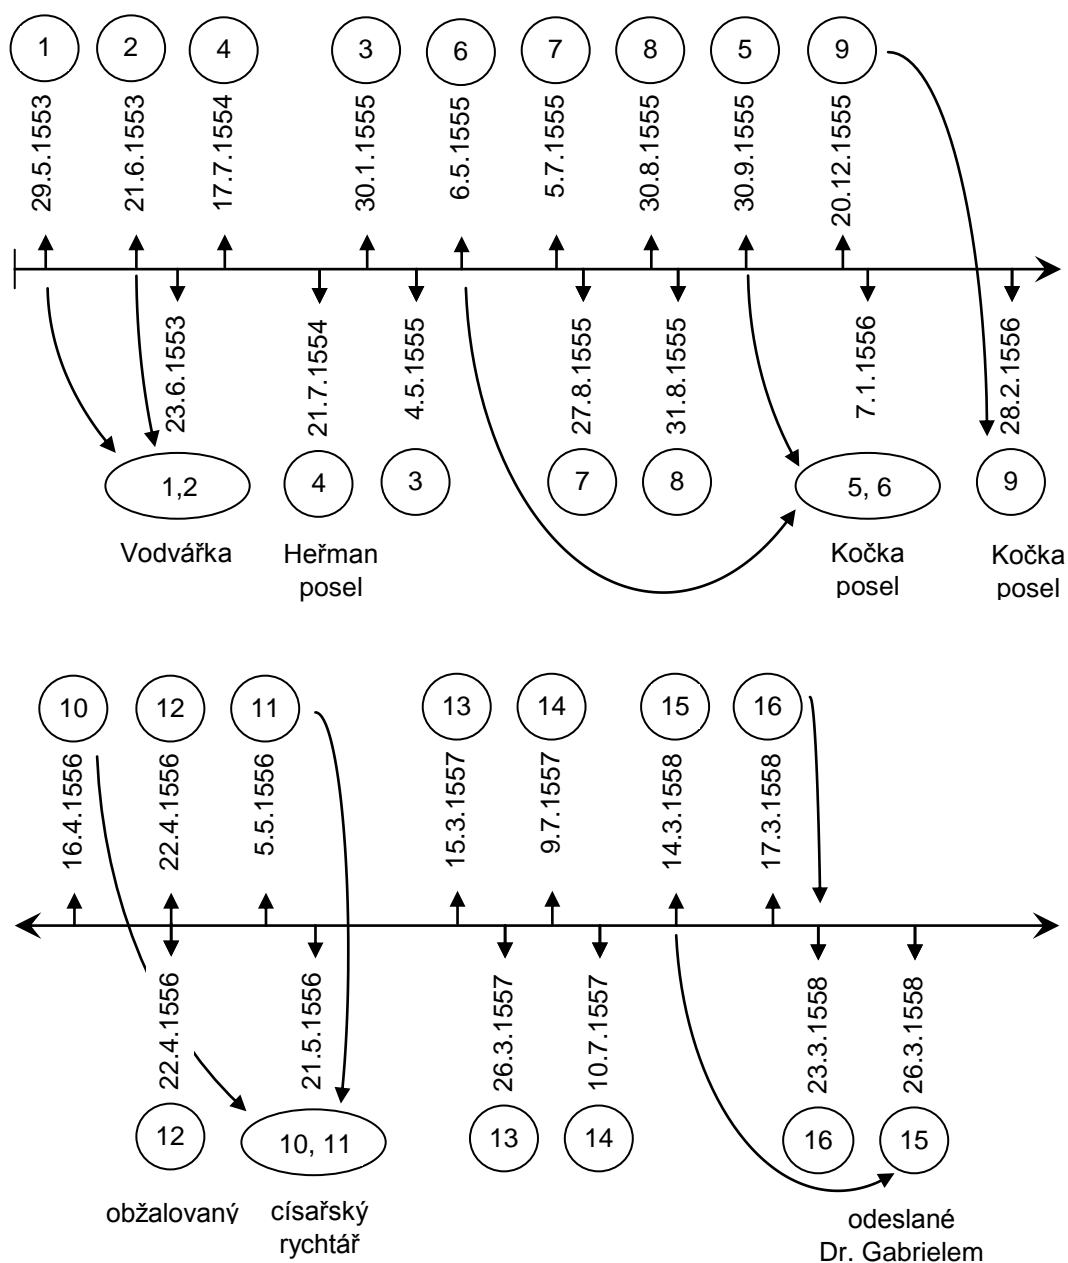 1 2 4 3 6 7 8 5 9
29.5.1553 21.6.1553 17.7.1554 30.1.1555 6.5.1555 5.7.1555 30.8.1555 30.9.1555 20.12.1555
23.6.1553 21.7.1554 4.5.1555 27.8.1555 31.8.1555 7.1.1556 28.2.1556
1,2 4 3 7 8 5, 6 9
Vodvářka Heřman Kočka Kočka
posel posel posel
10 12 11 13 14 15 16
16.4.1556 22.4.1556 5.5.1556 15.3.1557 9.7.1557 14.3.1558 17.3.1558
22.4.1556 21.5.1556 26.3.1557 10.7.1557 23.3.1558 26.3.1558
12 10, 11 13 14 16 15
obžalovaný císařský odeslané
rychtář Dr. Gabrielem